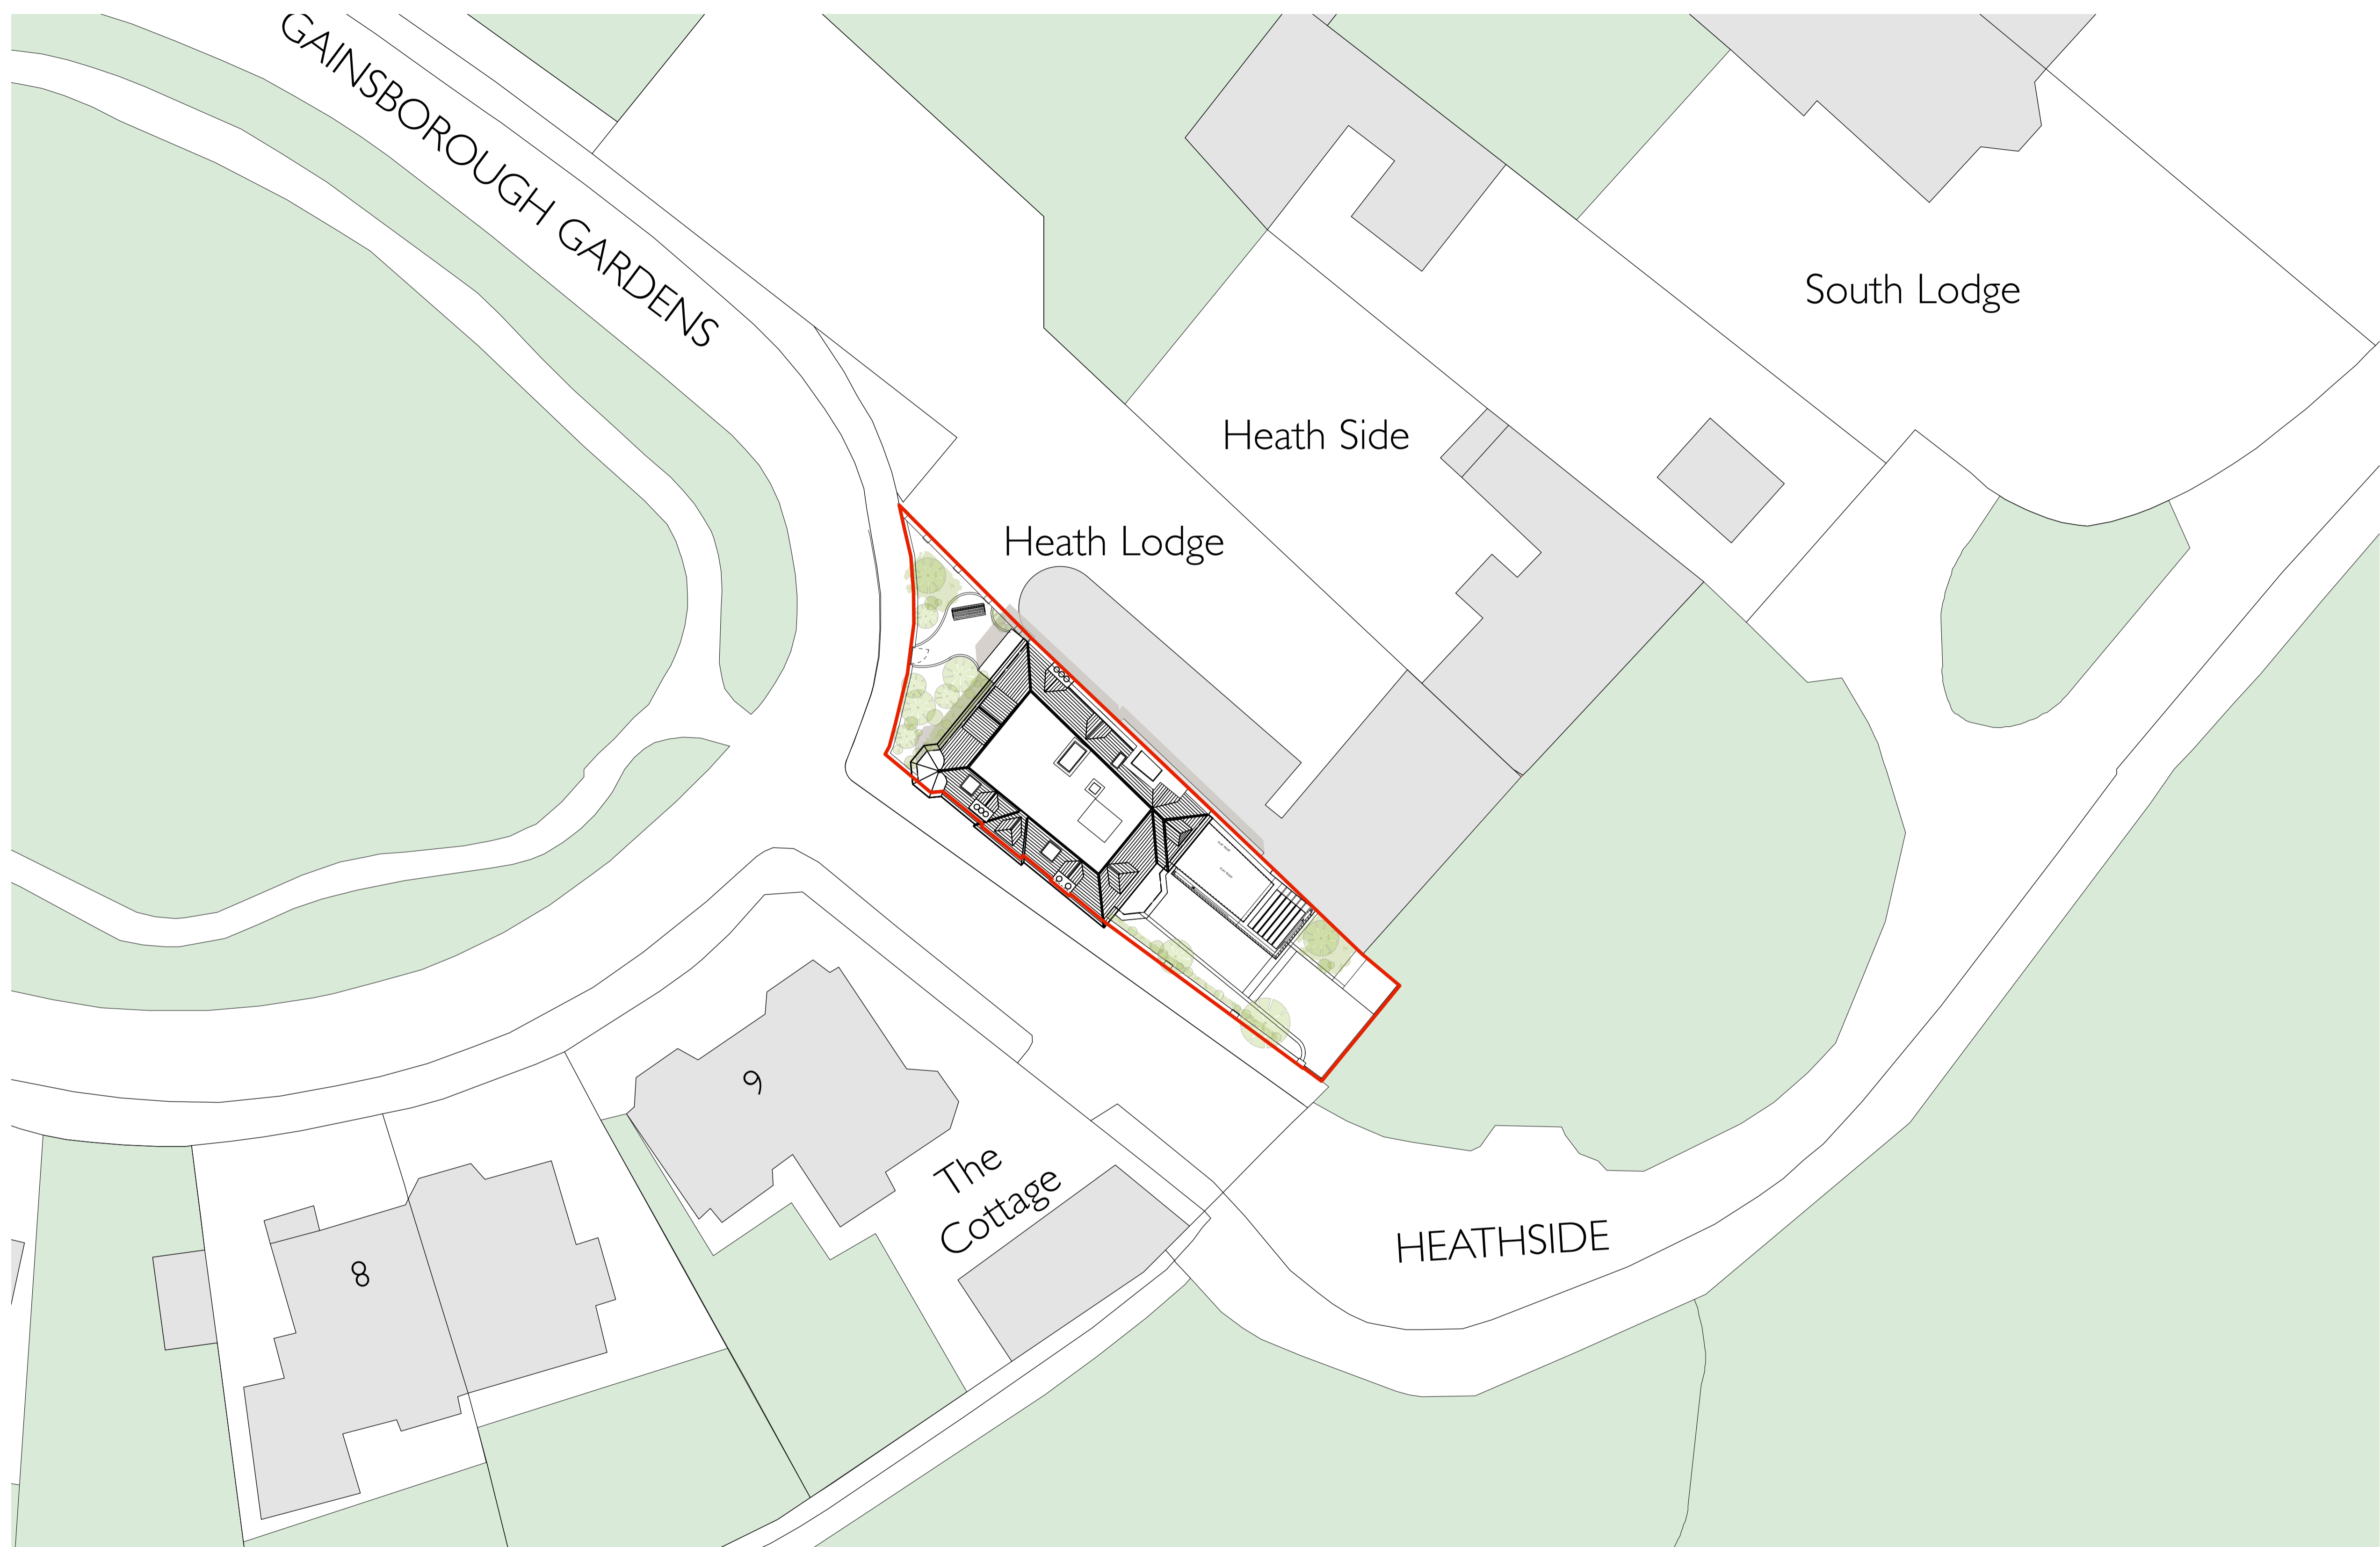 GAINSBOROUGH GARDENS
South Lodge
Heath Side
Heath Lodge
9
The
Cottage
HEATHSIDE
8